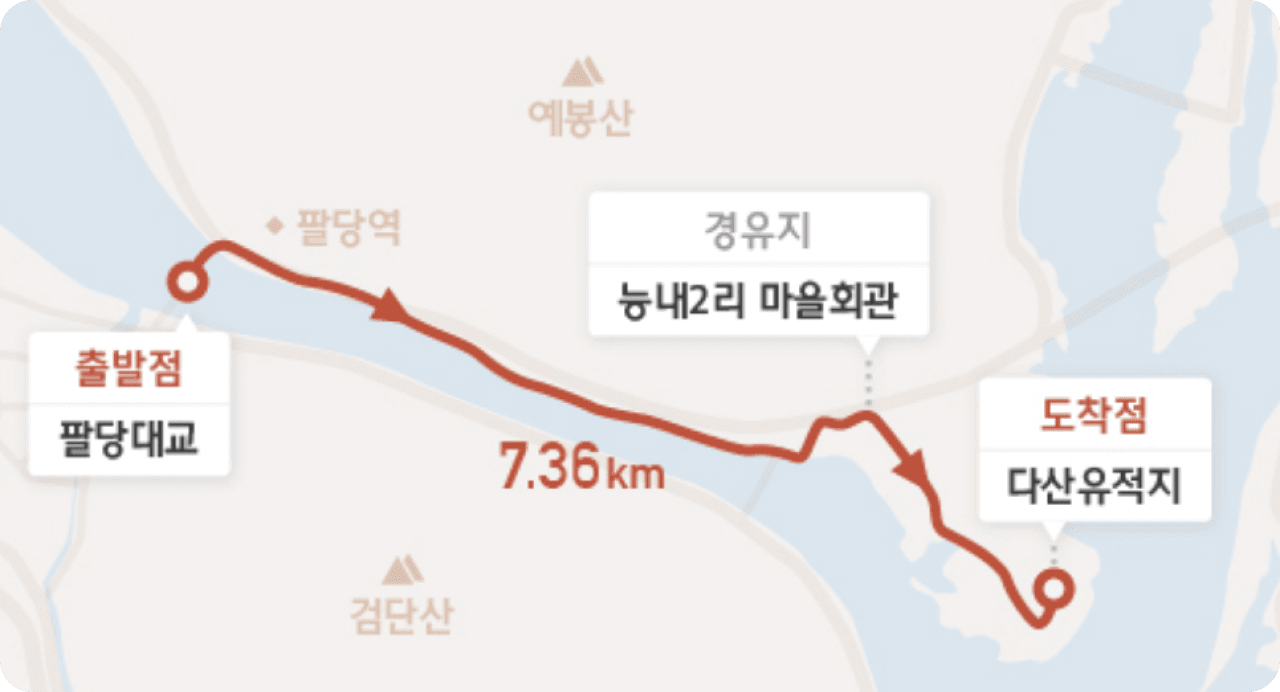 예봉산
팔당역
경유지
능내2리 마을회관
출발점
팔당대교
도착점
다산유적지
7.36km
검단산